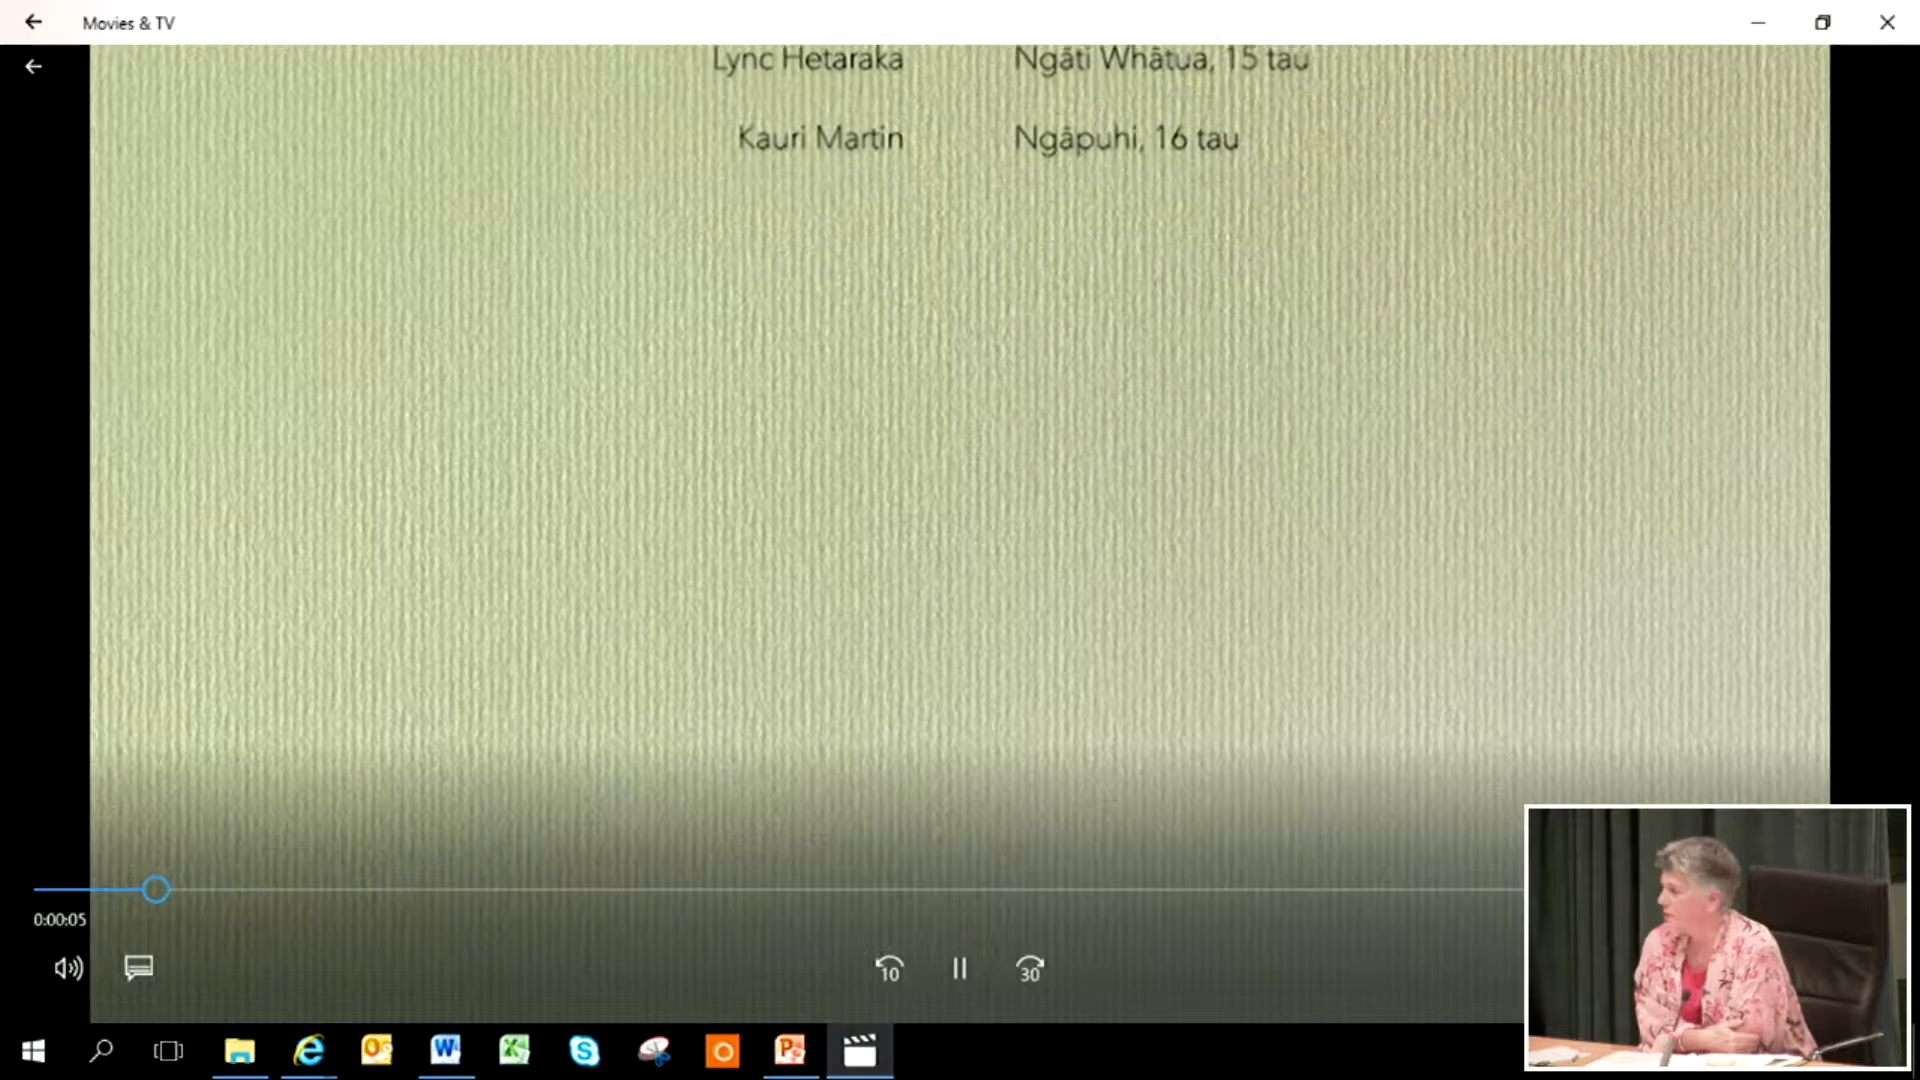 Movies & TV
Lync Hetaraka Ngāti Whātua, 15 tau
Kauri Martin Ngāpuhi, 16 tau
0:00:05
10 30